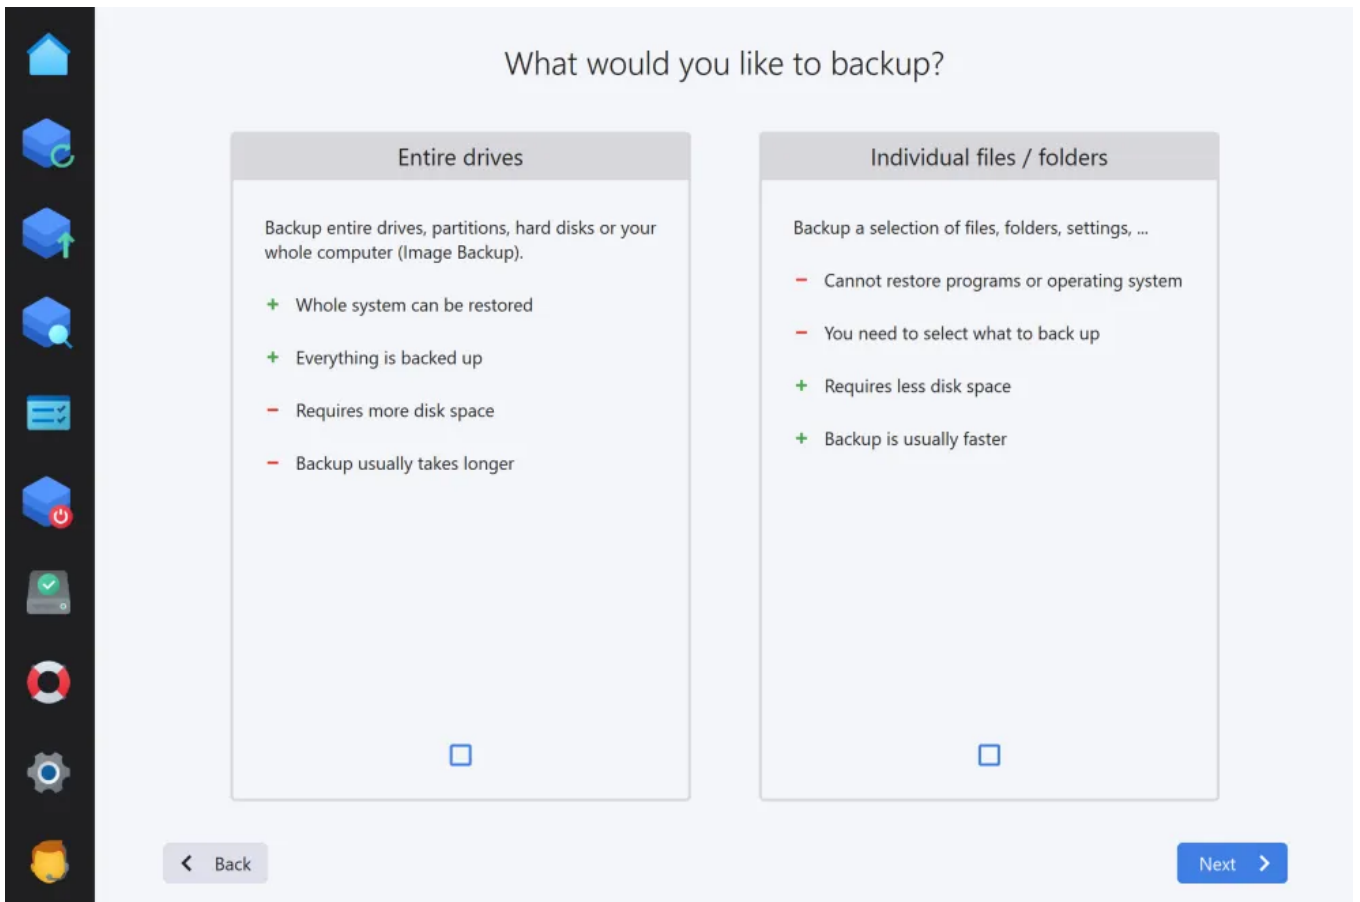 What would you like to backup?
Entire drives
Backup entire drives, partitions, hard disks or your
whole computer (Image Backup).
+ Whole system can be restored
+ Everything is backed up
− Requires more disk space
− Backup usually takes longer
Individual files / folders
Backup a selection of files, folders, settings, ...
− Cannot restore programs or operating system
− You need to select what to back up
+ Requires less disk space
+ Backup is usually faster
Back
Next